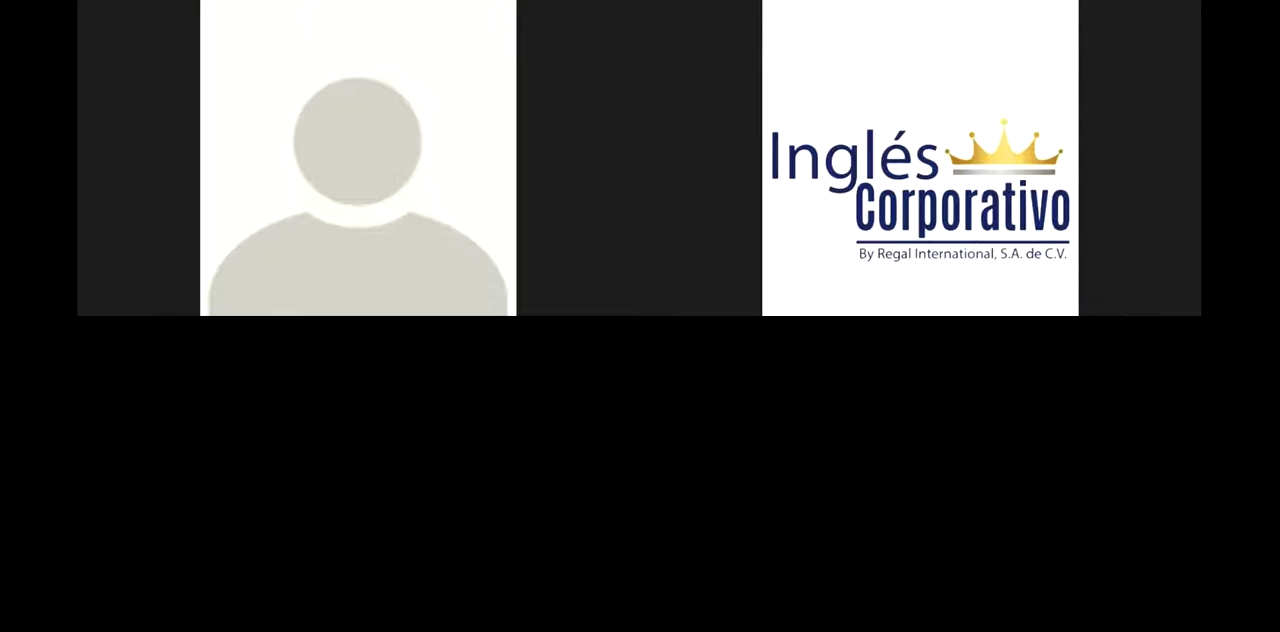 Inglés
Corporativo
By Regal International, S.A. de C.V.